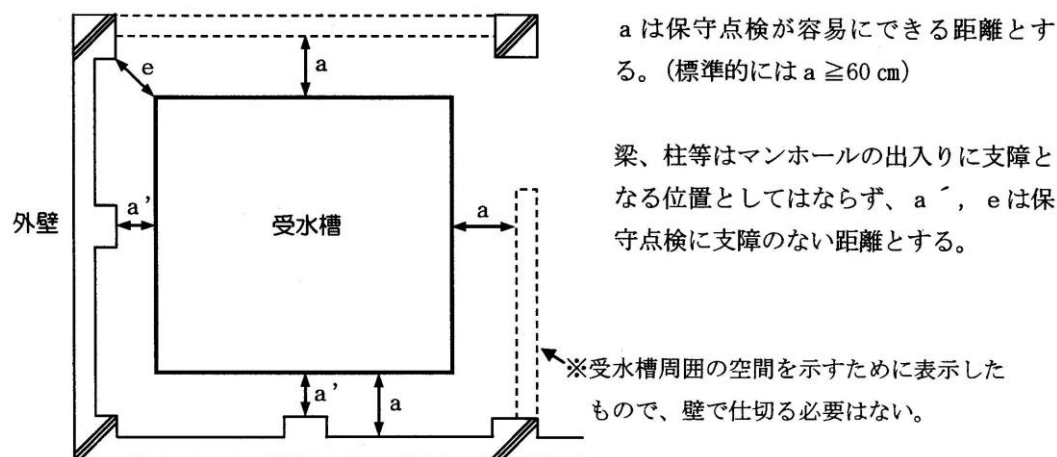 aは保守点検が容易にできる距離とす
る。(標準的にはa≧60㎝)
梁、柱等はマンホールの出入りに支障と
なる位置としてはならず、a´, eは保
守点検に支障のない距離とする。
a
e
外壁
a’
受水槽
a
a’
a
※受水槽周囲の空間を示すために表示した
もので、壁で仕切る必要はない。